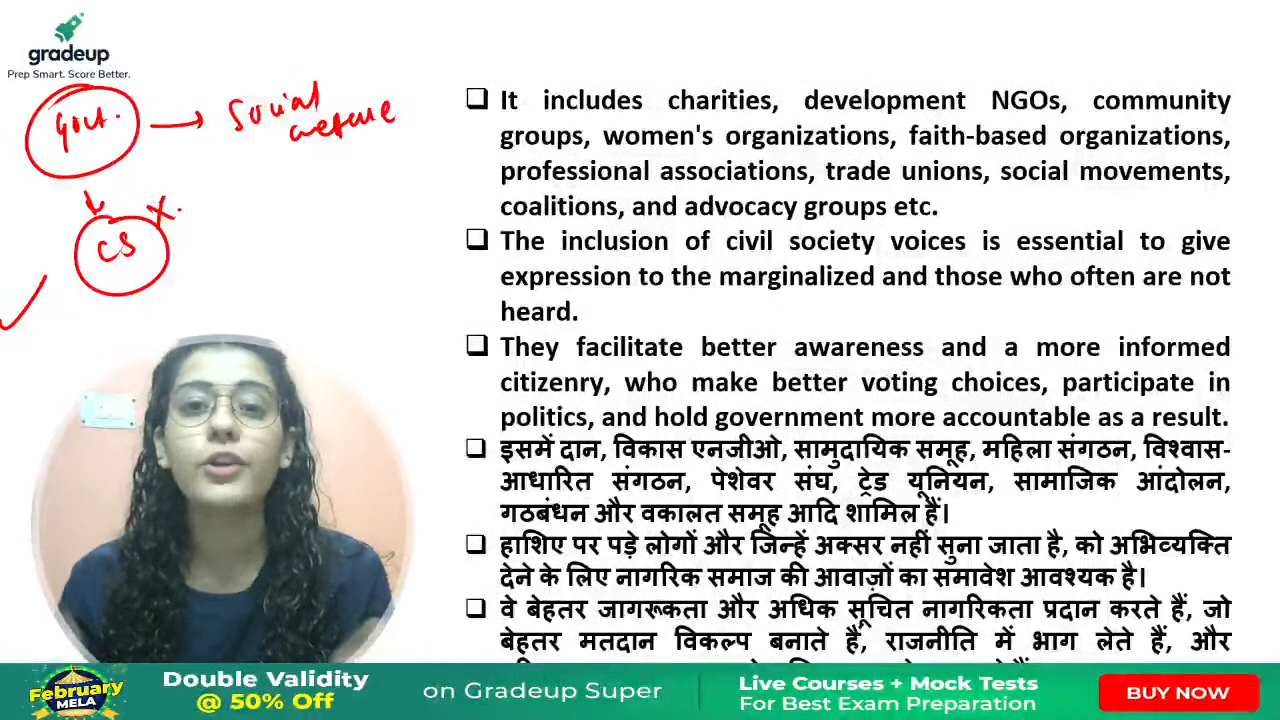 gradeup
Prep Smart. Score Better.
Govt. → Social
welfare
CS
❑ It includes charities, development NGOs, community
groups, women's organizations, faith-based organizations,
professional associations, trade unions, social movements,
coalitions, and advocacy groups etc.
❑ The inclusion of civil society voices is essential to give
expression to the marginalized and those who often are not
heard.
❑ They facilitate better awareness and a more informed
citizenry, who make better voting choices, participate in
politics, and hold government more accountable as a result.
❑ इसमें दान, विकास एनजीओ, सामुदायिक समूह, महिला संगठन, विश्वास-
आधारित संगठन, पेशेवर संघ, ट्रेड यूनियन, सामाजिक आंदोलन,
गठबंधन और वकालत समूह आदि शामिल हैं।
❑ हाशिए पर पड़े लोगों और जिन्हें अक्सर नहीं सुना जाता है, को अभिव्यक्ति
देने के लिए नागरिक समाज की आवाज़ों का समावेश आवश्यक है।
❑ वे बेहतर जागरूकता और अधिक सूचित नागरिकता प्रदान करते हैं, जो
बेहतर मतदान विकल्प बनाते हैं, राजनीति में भाग लेते हैं, और
February
MELA
Double Validity
@ 50% Off
on Gradeup Super
Live Courses + Mock Tests
For Best Exam Preparation
BUY NOW